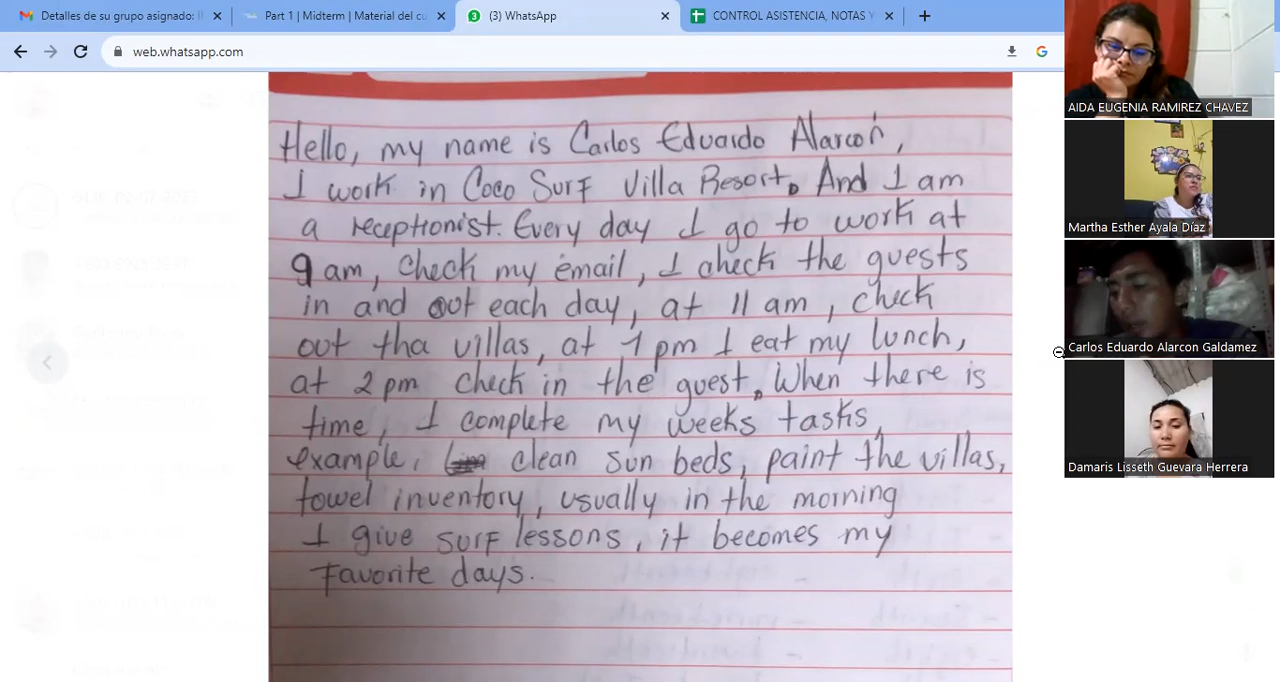 Detalles de su grupo asignado: I
Part 1 | Midterm | Material del cu
(3) WhatsApp
CONTROL ASISTENCIA, NOTAS Y
web.whatsapp.com
Hello, my name is Carlos Eduardo Alarcón,
I work in Coco Surf Villa Resort. And I am
a receptionist. Every day I go to work at
9 am, check my email, I check the guests
in and out each day, at 11 am, check
out tha villas, at 1 pm I eat my lunch,
at 2 pm check in the guest. When there is
time, I complete my weeks tasks,
example, clean sun beds, paint the villas,
towel inventory, usually in the morning
I give surf lessons, it becomes my
Favorite days.
AIDA EUGENIA RAMIREZ CHAVEZ
Martha Esther Ayala Díaz
Carlos Eduardo Alarcon Galdamez
Damaris Lisseth Guevara Herrera